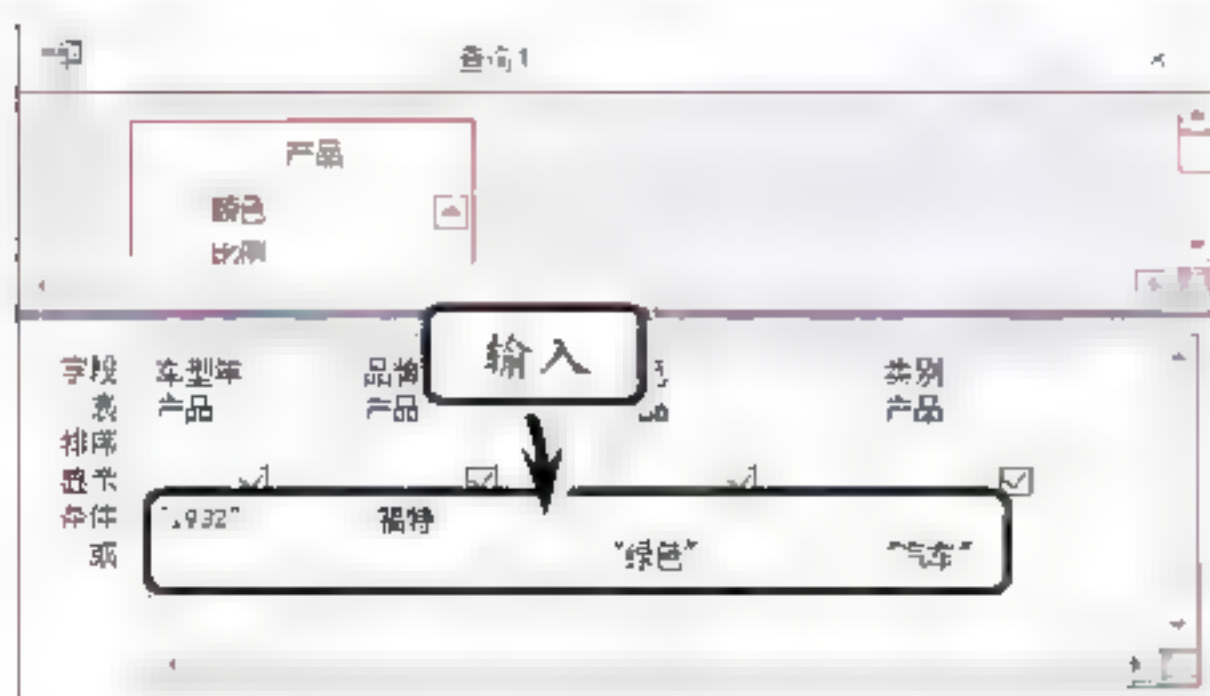 查询1
产品
颜色
类型
输入
字段 车型年 品牌 类别
表 产品 产品 产品
排序
显示
条件 "1932" 福特
或 "绿色" "汽车"